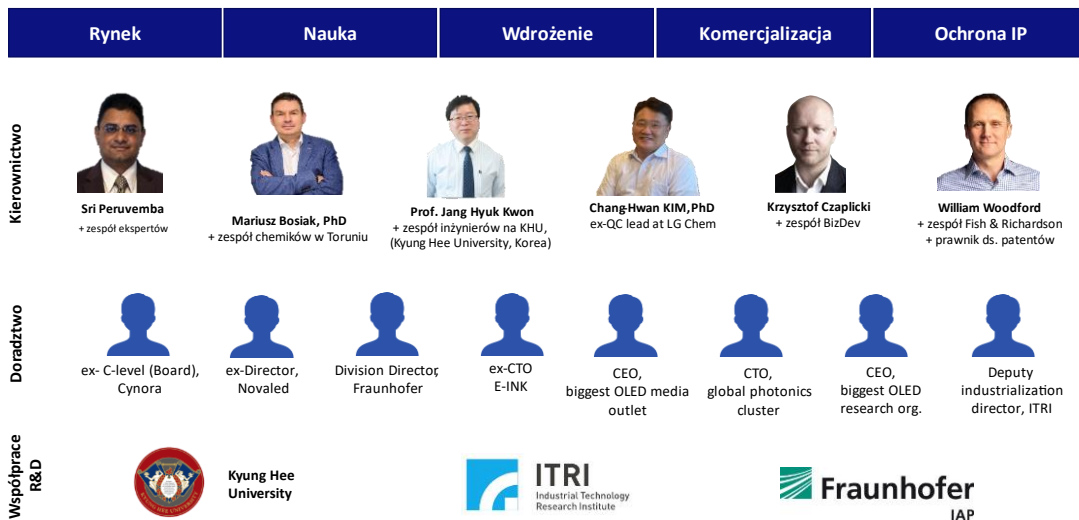 Rynek
Nauka
Wdrożenie
Komercjalizacja
Ochrona IP
Kierownictwo
Sri Peruvemba
+ zespół ekspertów
Mariusz Bosiak, PhD
+ zespół chemików w Toruniu
Prof. Jang Hyuk Kwon
+ zespół inżynierów na KHU,
(Kyung Hee University, Korea)
Chang-Hwan KIM, PhD
ex-QC lead at LG Chem
Krzysztof Czaplicki
+ zespół BizDev
William Woodford
+ zespół Fish & Richardson
+ prawnik ds. patentów
Doradztwo
ex- C-level (Board),
Cynora
ex-Director,
Novaled
Division Director,
Fraunhofer
ex-CTO
E-INK
CEO,
biggest OLED media
outlet
CTO,
global photonics
cluster
CEO,
biggest OLED
research org.
Deputy
industrialization
director, ITRI
Współprace
R&D
Kyung Hee
University
ITRI
Industrial Technology
Research Institute
Fraunhofer
IAP